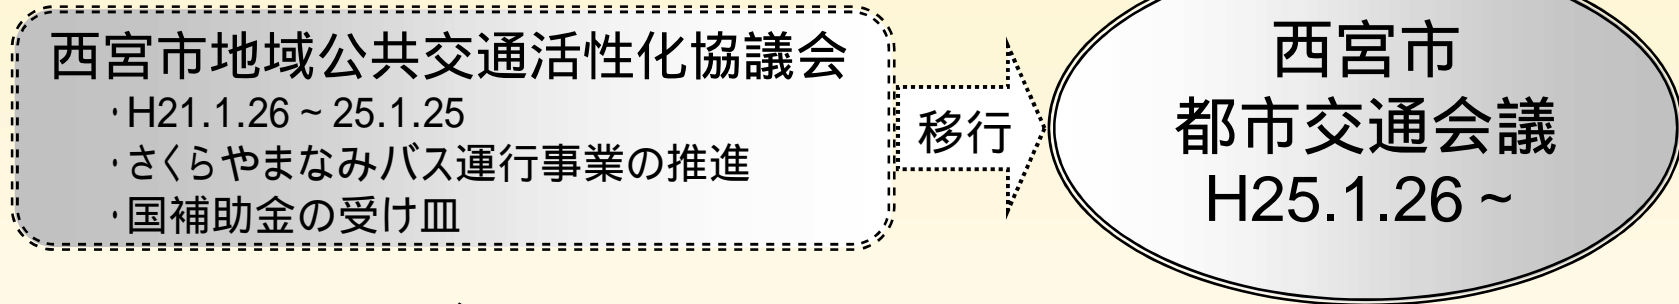 西宮市地域公共交通活性化協議会
・H21.1.26 ~ 25.1.25
・さくらやまなみバス運行事業の推進
・国補助金の受け皿
移行
西宮市
都市交通会議
H25.1.26 ~